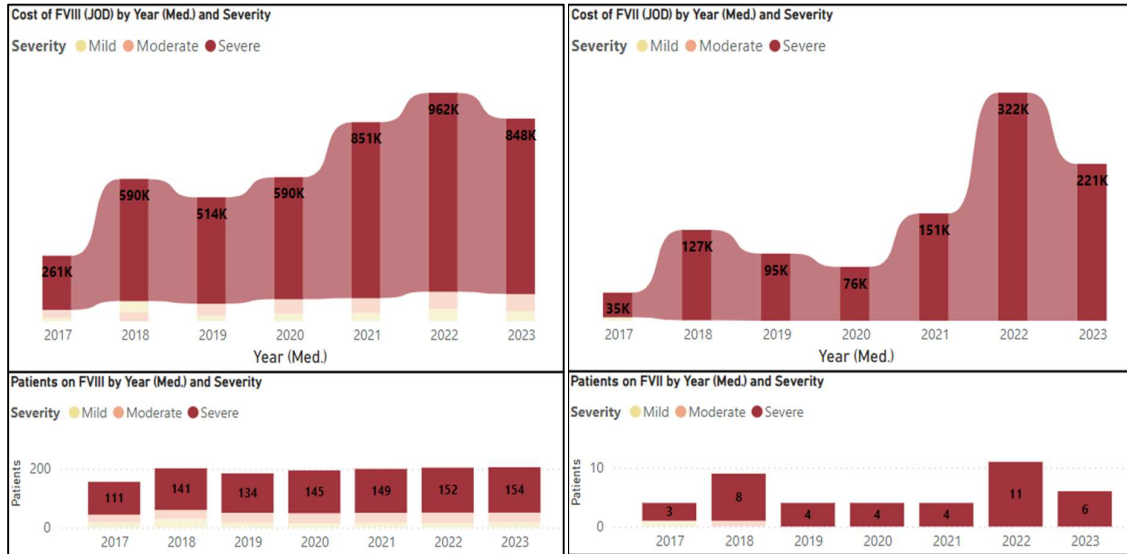 Cost of FVIII (JOD) by Year (Med.) and Severity
Severity Mild Moderate Severe
261K 590K 514K 590K 851K 962K 848K
2017 2018 2019 2020 2021 2022 2023
Year (Med.)
Cost of FVII (JOD) by Year (Med.) and Severity
Severity Mild Moderate Severe
35K 127K 95K 76K 151K 322K 221K
2017 2018 2019 2020 2021 2022 2023
Year (Med.)
Patients on FVIII by Year (Med.) and Severity
Severity Mild Moderate Severe
Patients
200
111 141 134 145 149 152 154
0
2017 2018 2019 2020 2021 2022 2023
Patients on FVII by Year (Med.) and Severity
Severity Mild Moderate Severe
Patients
10
3 8 4 4 4 11 6
0
2017 2018 2019 2020 2021 2022 2023